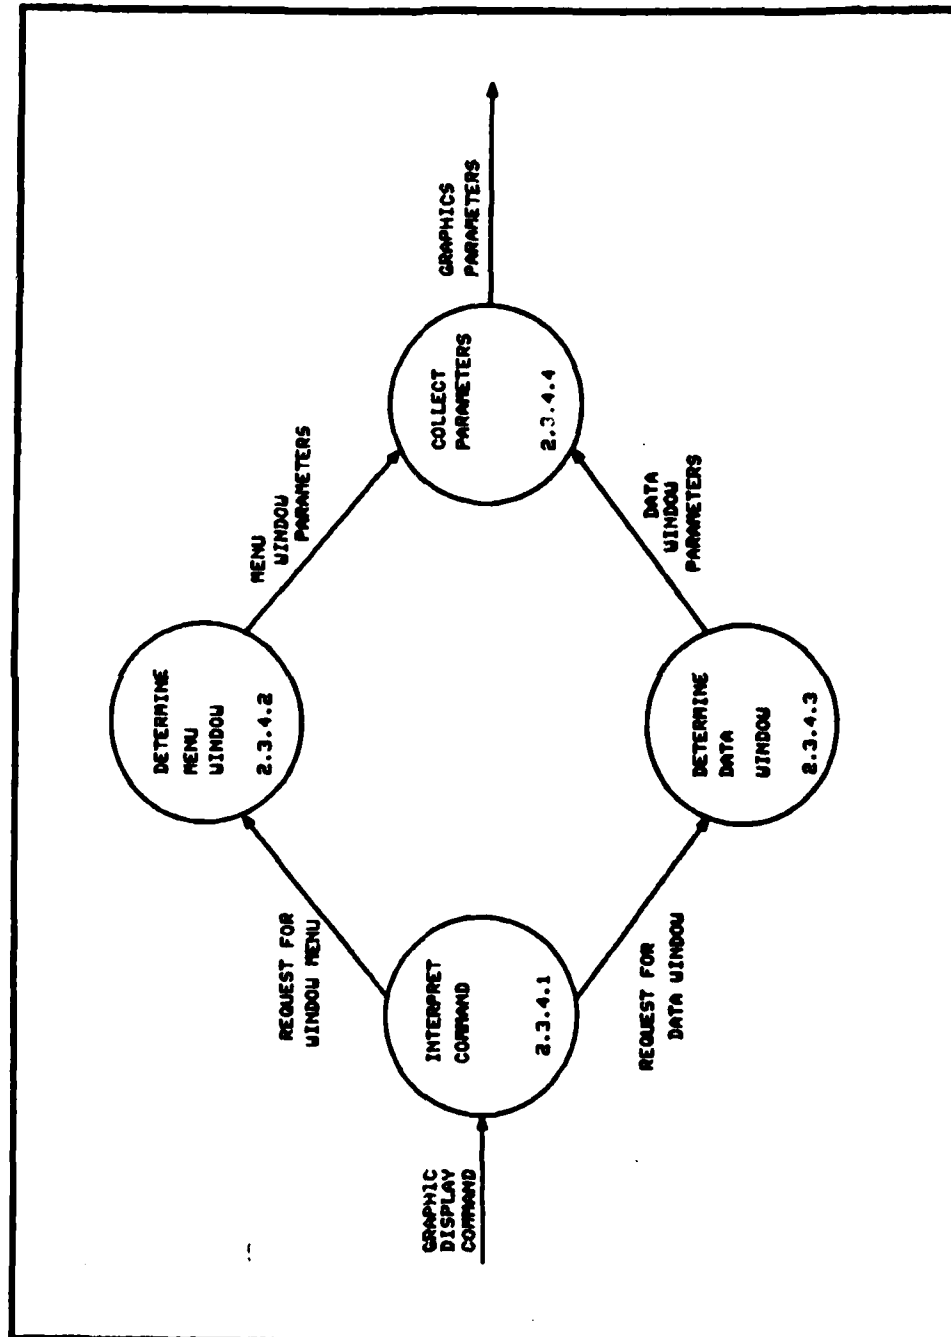 GRAPHIC
DISPLAY
COMMAND
INTERPRET
COMMAND
2.3.4.1
REQUEST FOR
WINDOW MENU
DETERMINE
MENU
WINDOW
2.3.4.2
MENU
WINDOW
PARAMETERS
REQUEST FOR
DATA WINDOW
DETERMINE
DATA
WINDOW
2.3.4.3
DATA
WINDOW
PARAMETERS
COLLECT
PARAMETERS
2.3.4.4
GRAPHICS
PARAMETERS